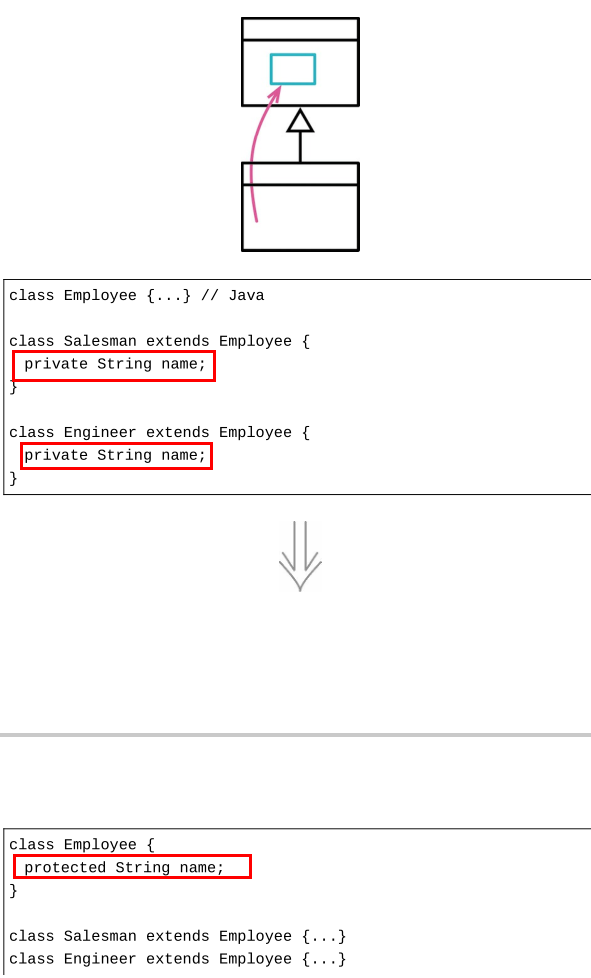 class Employee {...} // Java
class Salesman extends Employee {
private String name;
}
class Engineer extends Employee {
private String name;
}
class Employee {
protected String name;
}
class Salesman extends Employee {...}
class Engineer extends Employee {...}